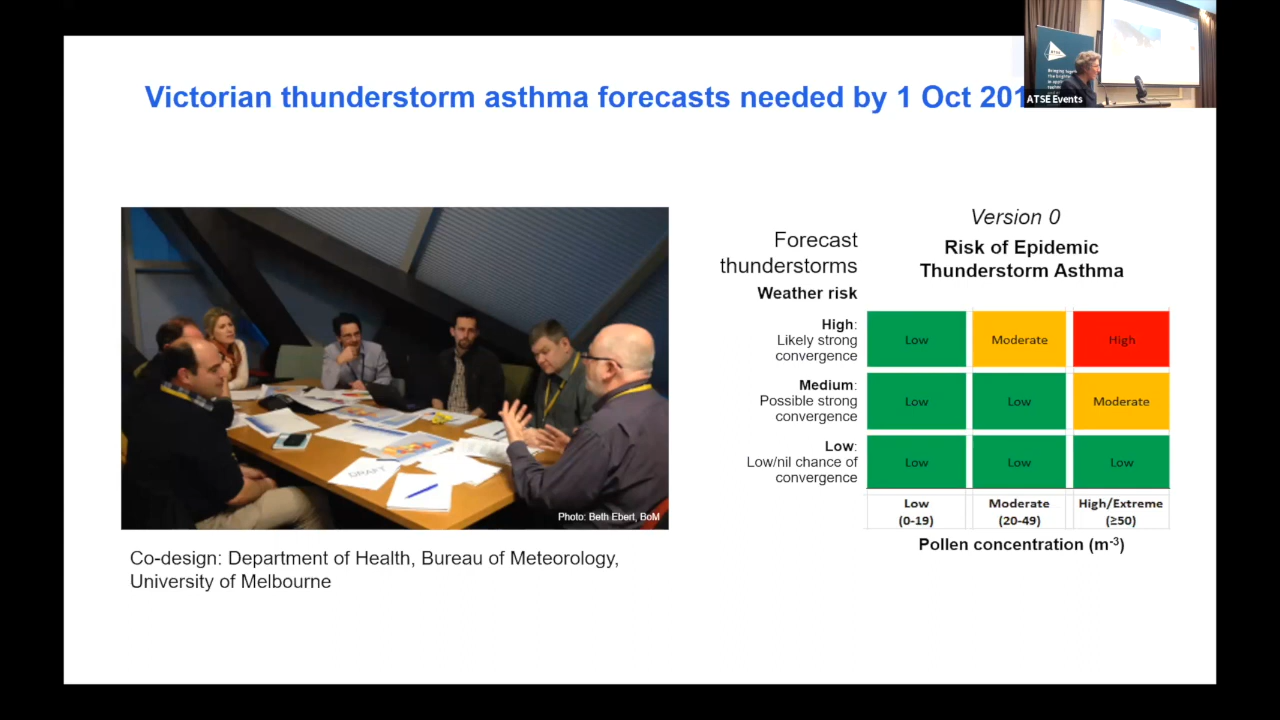 Victorian thunderstorm asthma forecasts needed by 1 Oct 201
ATSE Events
Photo: Beth Ebert, BoM
DRAFT
Co-design: Department of Health, Bureau of Meteorology,
University of Melbourne
Version 0
Forecast
thunderstorms
Risk of Epidemic
Thunderstorm Asthma
Weather risk
High:
Likely strong
convergence
Low
Moderate
High
Medium:
Possible strong
convergence
Low
Low
Moderate
Low:
Low/nil chance of
convergence
Low
Low
Low
Low
(0-19)
Moderate
(20-49)
High/Extreme
(≥50)
Pollen concentration (m⁻³)